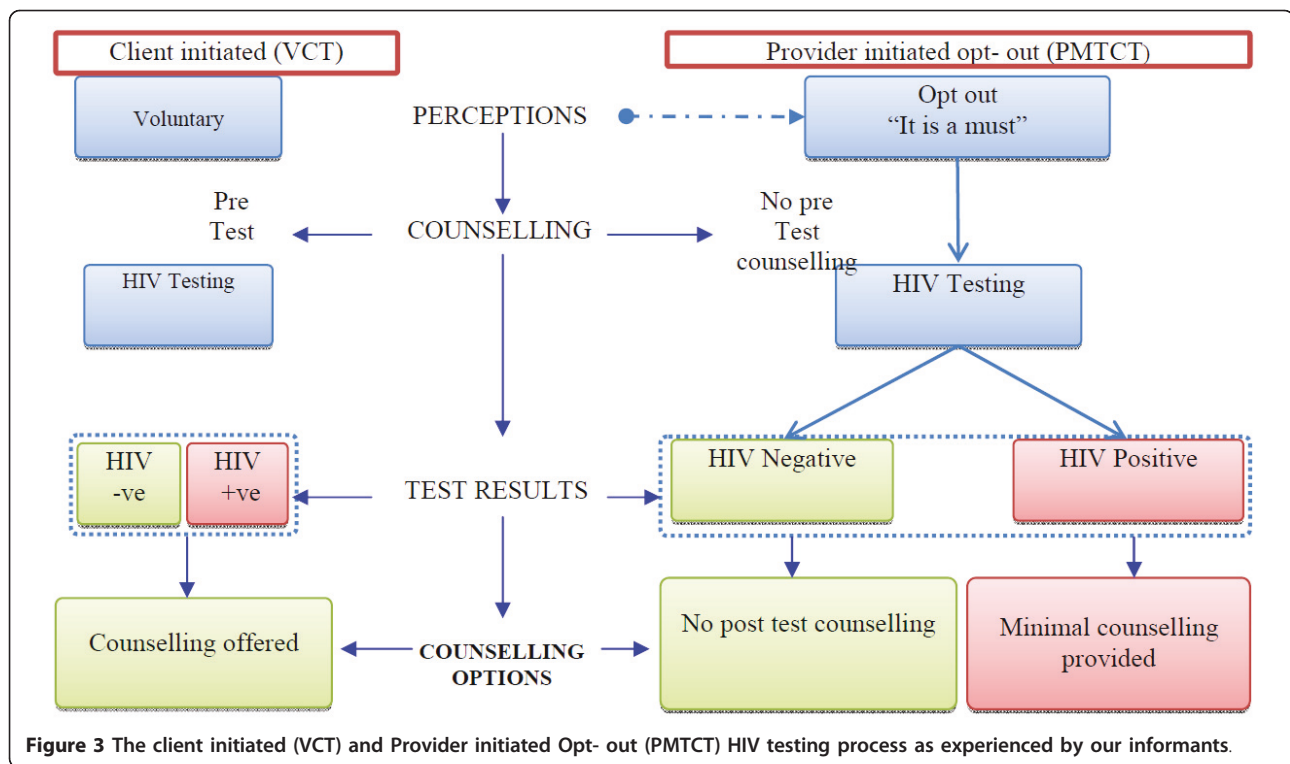 Client initiated (VCT)
Provider initiated opt- out (PMTCT)
Voluntary
PERCEPTIONS
Opt out
“It is a must”
Pre
Test
COUNSELLING
No pre
Test
counselling
HIV Testing
HIV Testing
HIV
-ve
HIV
+ve
TEST RESULTS
HIV Negative
HIV Positive
Counselling offered
COUNSELLING
OPTIONS
No post test counselling
Minimal counselling
provided
Figure 3 The client initiated (VCT) and Provider initiated Opt- out (PMTCT) HIV testing process as experienced by our informants.